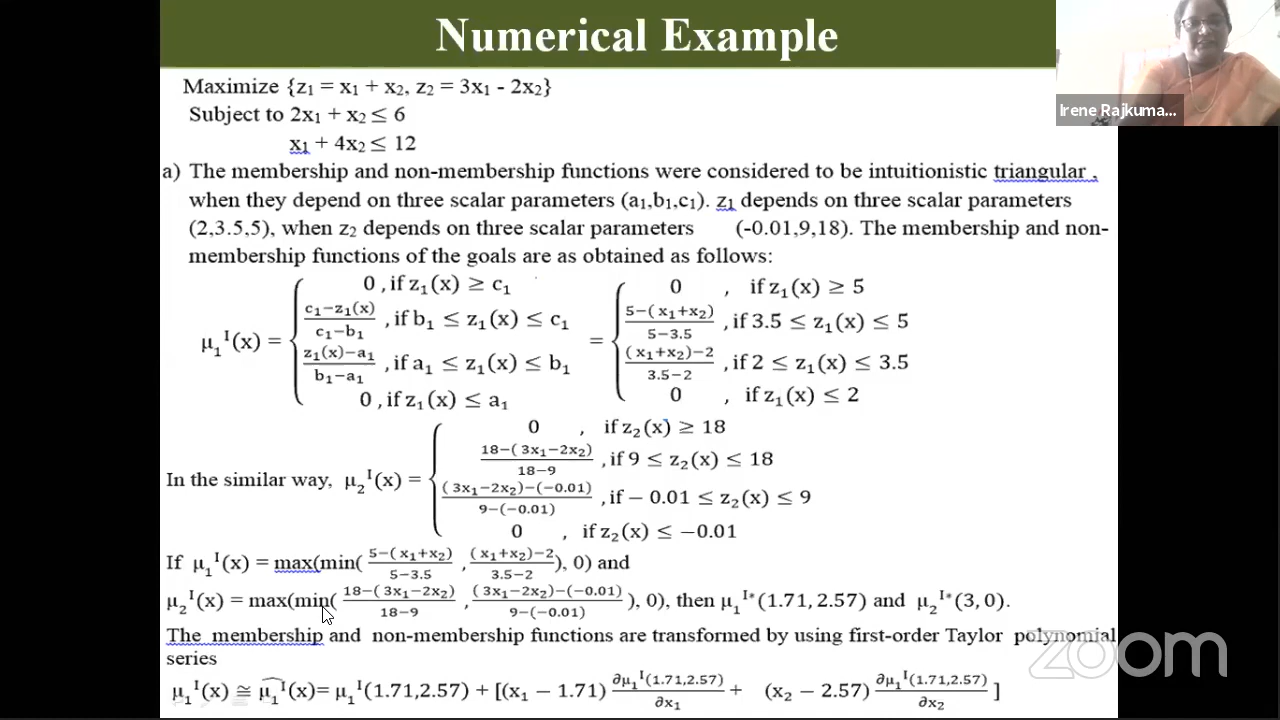 Numerical Example
Irene Rajkuma...
Maximize {z₁ = x₁ + x₂, z₂ = 3x₁ - 2x₂}
Subject to 2x₁ + x₂ ≤ 6
x₁ + 4x₂ ≤ 12
a) The membership and non-membership functions were considered to be intuitionistic triangular ,
when they depend on three scalar parameters (a₁,b₁,c₁). z₁ depends on three scalar parameters
(2,3.5,5), when z₂ depends on three scalar parameters (-0.01,9,18). The membership and non-
membership functions of the goals are as obtained as follows:
μ₁ᴵ(x) = { 0 , if z₁(x) ≥ c₁
(c₁−z₁(x))/(c₁−b₁) , if b₁ ≤ z₁(x) ≤ c₁
(z₁(x)−a₁)/(b₁−a₁) , if a₁ ≤ z₁(x) ≤ b₁
0 , if z₁(x) ≤ a₁
= { 0 , if z₁(x) ≥ 5
(5−( x₁+x₂))/(5−3.5) , if 3.5 ≤ z₁(x) ≤ 5
((x₁+x₂)−2)/(3.5−2) , if 2 ≤ z₁(x) ≤ 3.5
0 , if z₁(x) ≤ 2
In the similar way, μ₂ᴵ(x) = { 0 , if z₂(x) ≥ 18
(18−( 3x₁−2x₂))/(18−9) , if 9 ≤ z₂(x) ≤ 18
(( 3x₁−2x₂)−(−0.01))/(9−(−0.01)) , if − 0.01 ≤ z₂(x) ≤ 9
0 , if z₂(x) ≤ −0.01
If μ₁ᴵ(x) = max(min( (5−( x₁+x₂))/(5−3.5) , ((x₁+x₂)−2)/(3.5−2) ), 0) and
μ₂ᴵ(x) = max(min( (18−( 3x₁−2x₂))/(18−9) , (( 3x₁−2x₂)−(−0.01))/(9−(−0.01)) ), 0), then μ₁ᴵ*(1.71, 2.57) and μ₂ᴵ*(3, 0).
The membership and non-membership functions are transformed by using first-order Taylor polynomial
series
μ₁ᴵ(x) ≅ μ̂₁ᴵ(x)= μ₁ᴵ(1.71,2.57) + [(x₁ − 1.71) ∂μ₁ᴵ(1.71,2.57)/∂x₁ + (x₂ − 2.57) ∂μ₁ᴵ(1.71,2.57)/∂x₂ ]
zoom